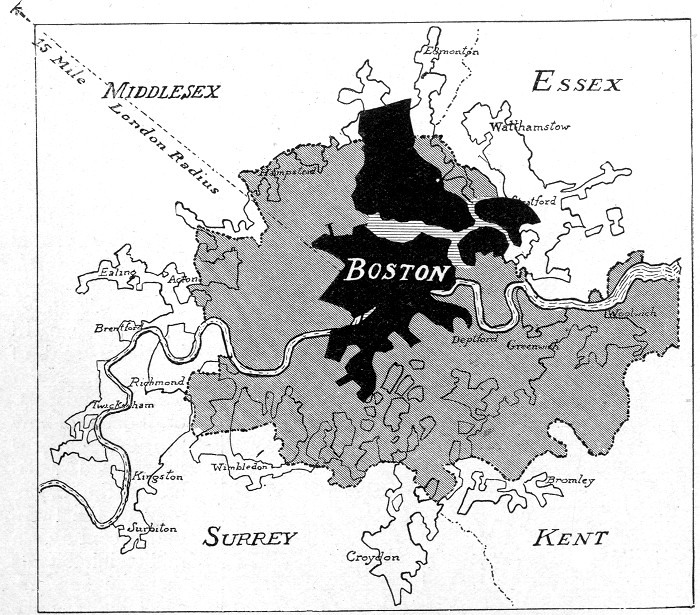 15 Mile
London Radius
MIDDLESEX
ESSEX
Edmonton
Walthamstow
Hampstead
Stratford
BOSTON
Ealing
Acton
Brentford
Richmond
Twickenham
Kingston
Surbiton
Wimbledon
Deptford
Greenwich
Woolwich
Bromley
Croydon
SURREY
KENT